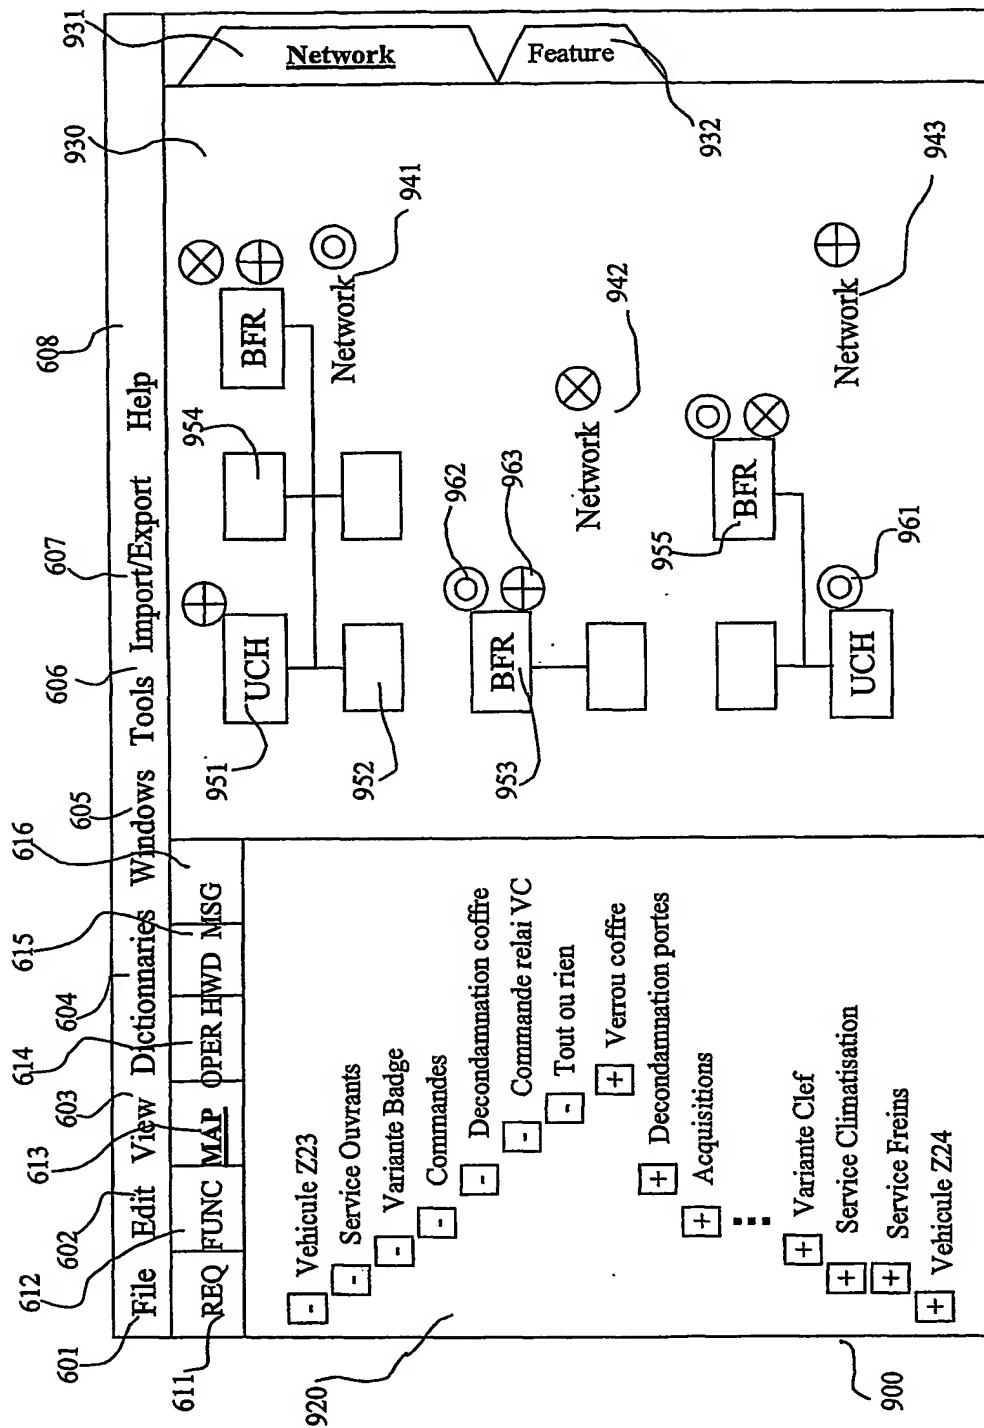 612 614 616
601 602 613 603 604 615 605 606 607 608
File Edit View Dictionnaries Windows Tools Import/Export Help
611
REQ FUNC MAP OPER HWD MSG
920
- Vehicule Z23
- Service Ouvrants
- Variante Badge
- Commandes
- Decondamnation coffre
- Commande relai VC
- Tout ou rien
+ Verrou coffre
+ Decondamnation portes
+ Acquisitions
...
+ Variante Clef
+ Service Climatisation
+ Service Freins
+ Vehicule Z24
900
930 931
954
951 UCH BFR
Network
952
941
Network
962
953 BFR 963
Feature
942
Network
932
955 BFR
961
UCH
Network
943